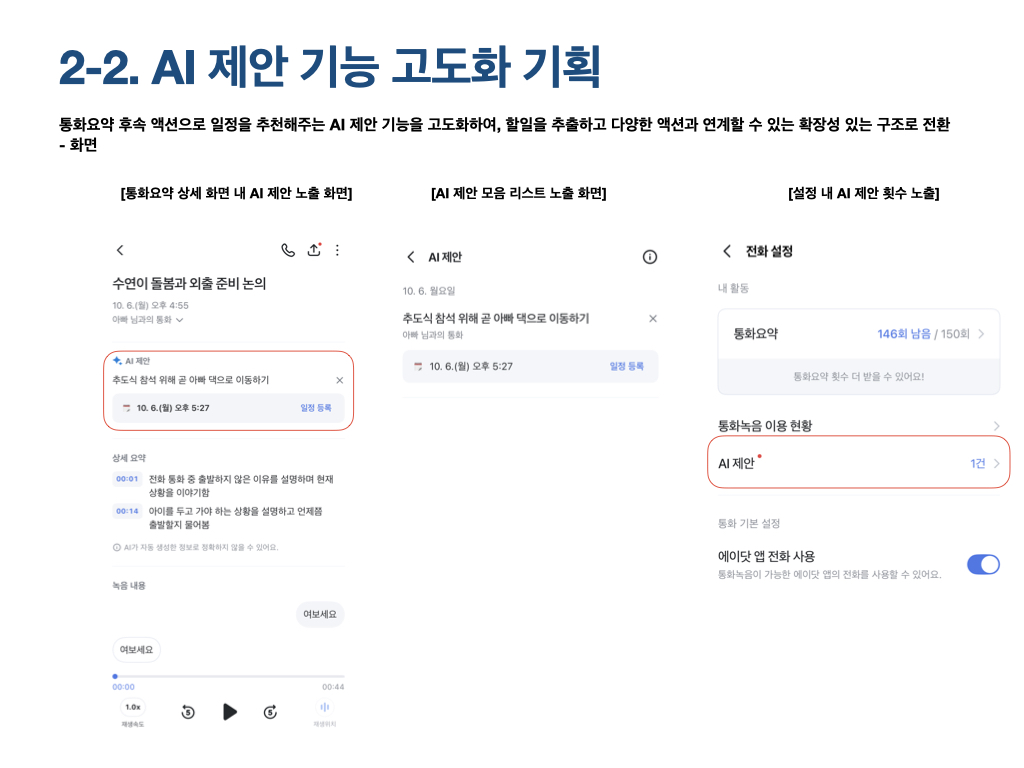 2-2. AI 제안 기능 고도화 기획
통화요약 후속 액션으로 일정을 추천해주는 AI 제안 기능을 고도화하여, 할일을 추출하고 다양한 액션과 연계할 수 있는 확장성 있는 구조로 전환
- 화면
[통화요약 상세 화면 내 AI 제안 노출 화면]
수연이 돌봄과 외출 준비 논의
10. 6.(월) 오후 4:55
아빠 님과의 통화
AI 제안
추도식 참석 위해 곧 아빠 댁으로 이동하기
10. 6.(월) 오후 5:27
일정 등록
상세 요약
00:01 전화 통화 중 출발하지 않은 이유를 설명하며 현재
상황을 이야기함
00:14 아이를 두고 가야 하는 상황을 설명하고 언제쯤
출발할지 물어봄
AI가 자동 생성한 정보로 정확하지 않을 수 있어요.
녹음 내용
여보세요
여보세요
00:00
00:44
1.0x
5
5
재생속도
재생위치
[AI 제안 모음 리스트 노출 화면]
AI 제안
10. 6. 월요일
추도식 참석 위해 곧 아빠 댁으로 이동하기
아빠 님과의 통화
10. 6.(월) 오후 5:27
일정 등록
[설정 내 AI 제안 횟수 노출]
전화 설정
내 활동
통화요약
146회 남음 / 150회
통화요약 횟수 더 받을 수 있어요!
통화녹음 이용 현황
AI 제안
1건
통화 기본 설정
에이닷 앱 전화 사용
통화녹음이 가능한 에이닷 앱의 전화를 사용할 수 있어요.